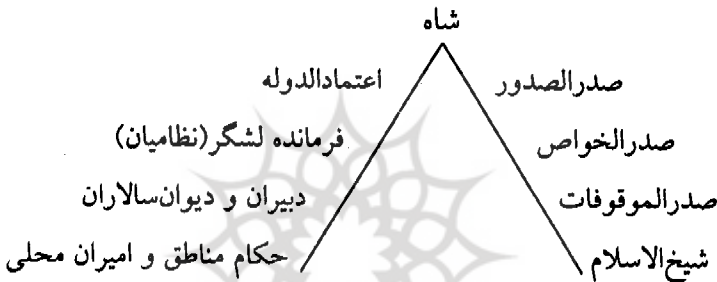 شاه
صدرالصدور
اعتمادالدوله
صدرالخواص
فرمانده لشگر(نظامیان)
صدرالموقوفات
دبیران و دیوان‌سالاران
شیخ‌الاسلام
حکام مناطق و امیران محلی